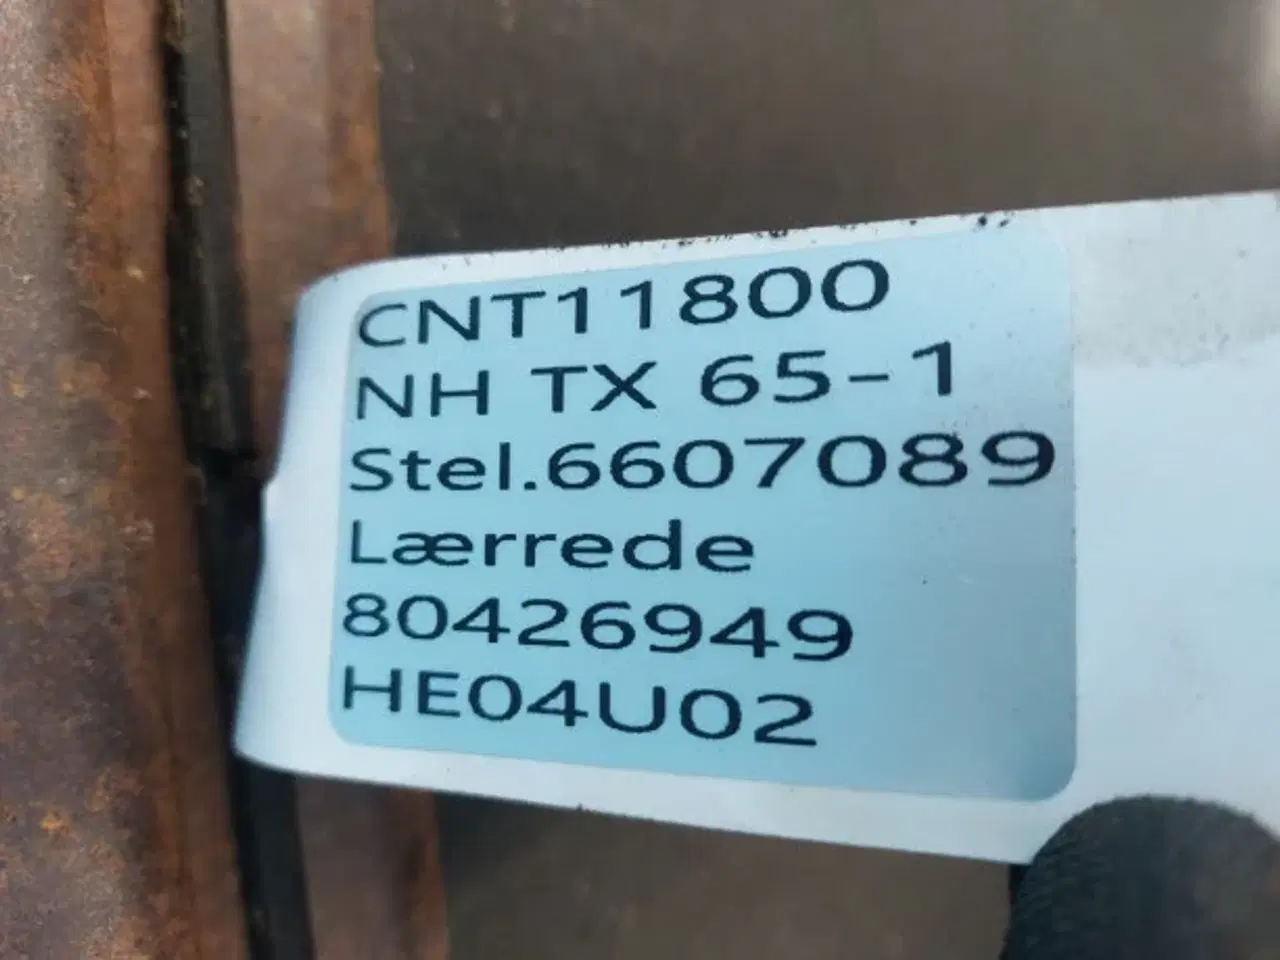 CNT11800
NH TX 65-1
Stel.6607089
Lærrede
80426949
HE04U02